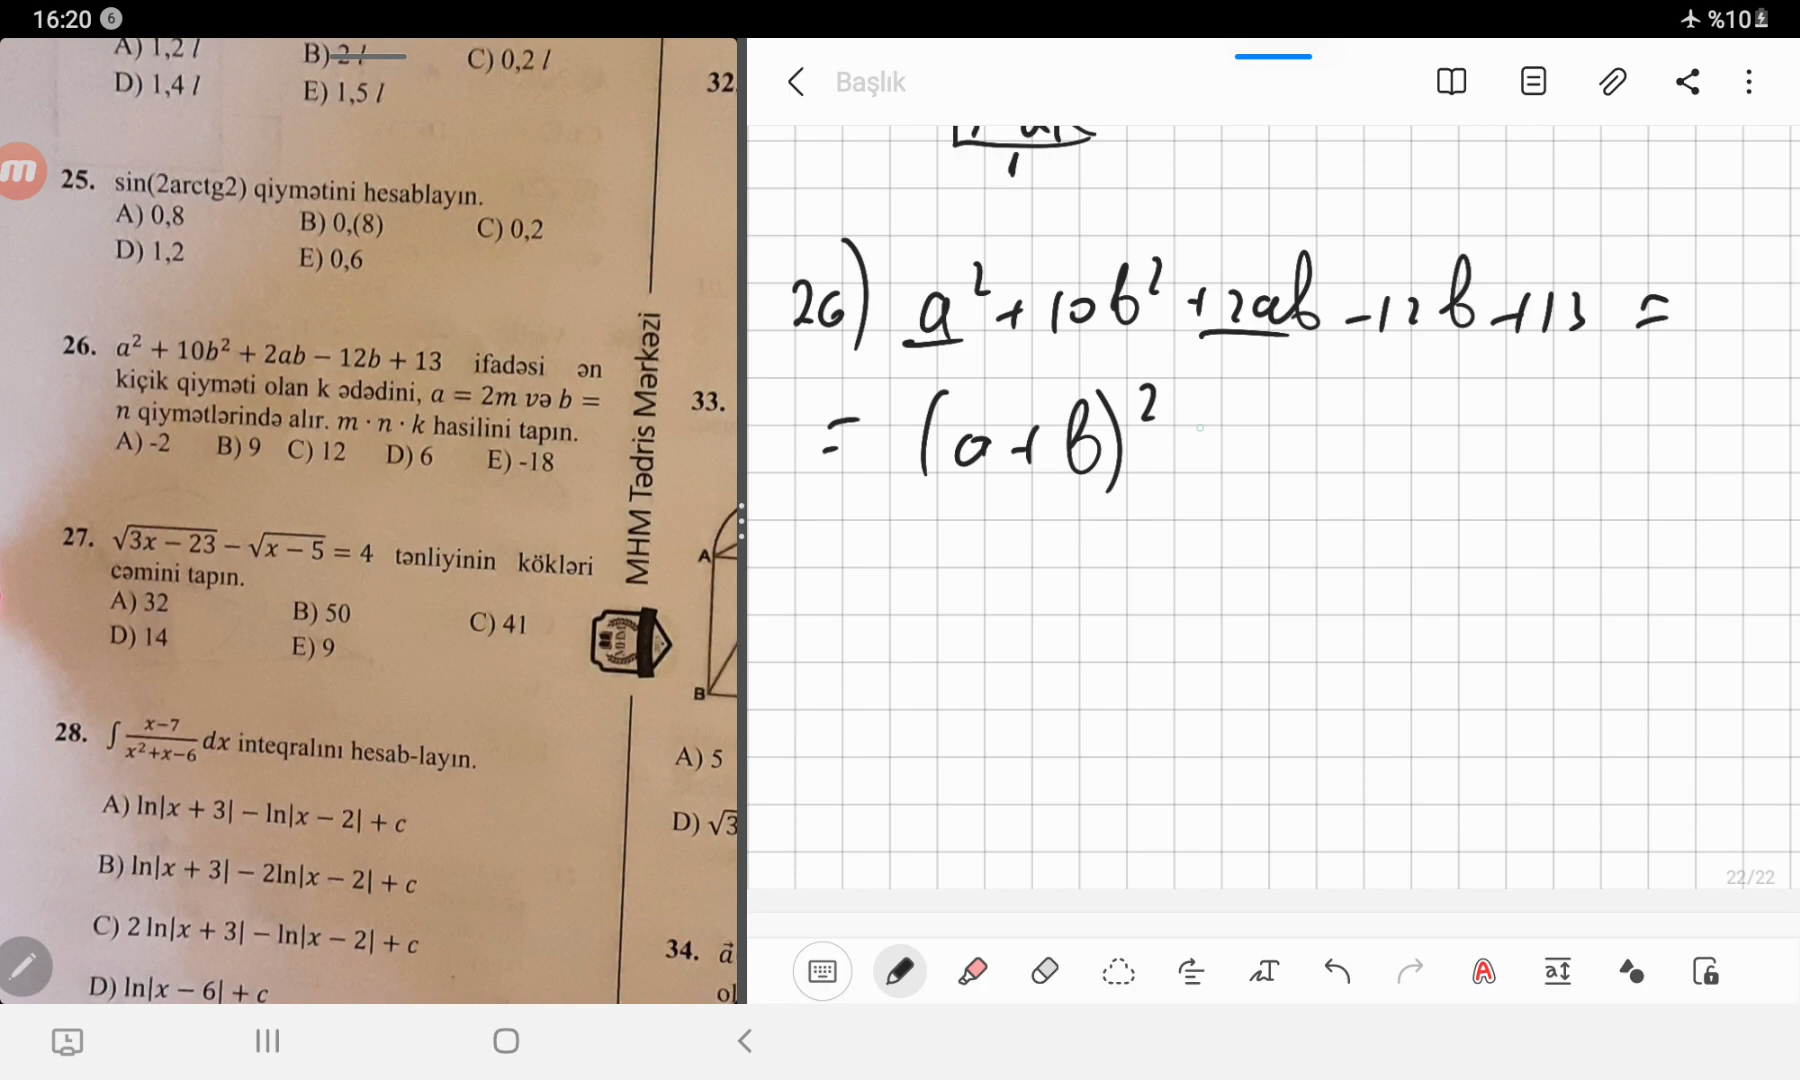 16:20 6
%10
A) 1,2 l B) 2 l C) 0,2 l
D) 1,4 l E) 1,5 l
25. sin(2arctg2) qiymətini hesablayın.
A) 0,8 B) 0,(8) C) 0,2
D) 1,2 E) 0,6
26. a² + 10b² + 2ab − 12b + 13 ifadəsi ən
kiçik qiyməti olan k ədədini, a = 2m və b =
n qiymətlərində alır. m · n · k hasilini tapın.
A) -2 B) 9 C) 12 D) 6 E) -18
27. √3x − 23 − √x − 5 = 4 tənliyinin kökləri
cəmini tapın.
A) 32 B) 50 C) 41
D) 14 E) 9
28. ∫ x−7/x²+x−6 dx inteqralını hesab-layın.
A) ln|x + 3| − ln|x − 2| + c
B) ln|x + 3| − 2ln|x − 2| + c
C) 2 ln|x + 3| − ln|x − 2| + c
D) ln|x − 6| + c
MHM Tədris Mərkəzi
MHM
32.
33.
A
B
A) 5
D) √3
34. a⃗
ol
Başlık
1
26) a² + 10b² + 2ab − 12b + 13 =
= (a + b)²
22/22